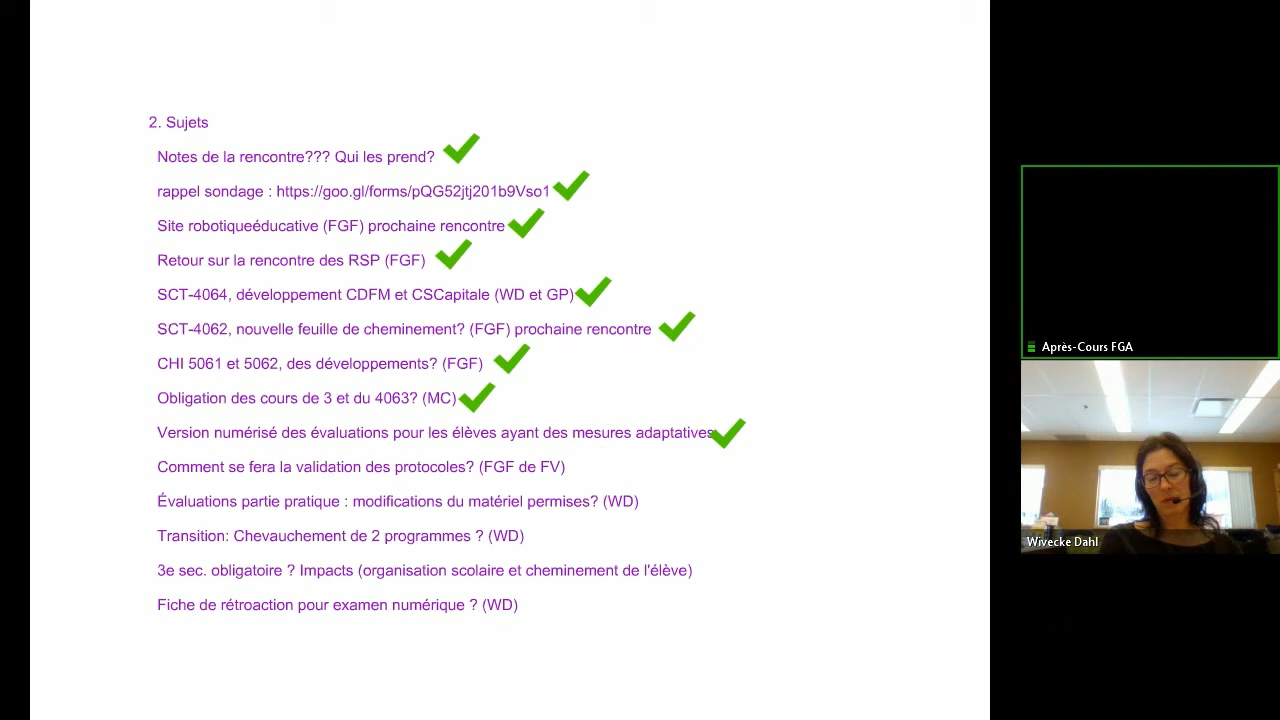 2. Sujets
Notes de la rencontre??? Qui les prend?
rappel sondage : https://goo.gl/forms/pQG52jtj201b9Vso1
Site robotiqueéducative (FGF) prochaine rencontre
Retour sur la rencontre des RSP (FGF)
SCT-4064, développement CDFM et CSCapitale (WD et GP)
SCT-4062, nouvelle feuille de cheminement? (FGF) prochaine rencontre
CHI 5061 et 5062, des développements? (FGF)
Obligation des cours de 3 et du 4063? (MC)
Version numérisé des évaluations pour les élèves ayant des mesures adaptatives
Comment se fera la validation des protocoles? (FGF de FV)
Évaluations partie pratique : modifications du matériel permises? (WD)
Transition: Chevauchement de 2 programmes ? (WD)
3e sec. obligatoire ? Impacts (organisation scolaire et cheminement de l'élève)
Fiche de rétroaction pour examen numérique ? (WD)
Après-Cours FGA
Wivecke Dahl